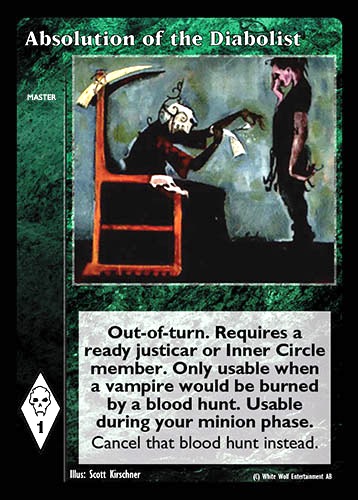 Absolution of the Diabolist
MASTER
Out-of-turn. Requires a
ready justicar or Inner Circle
member. Only usable when
a vampire would be burned
by a blood hunt. Usable
during your minion phase.
Cancel that blood hunt instead.
1
Illus: Scott Kirschner
(C) White Wolf Entertainment AB